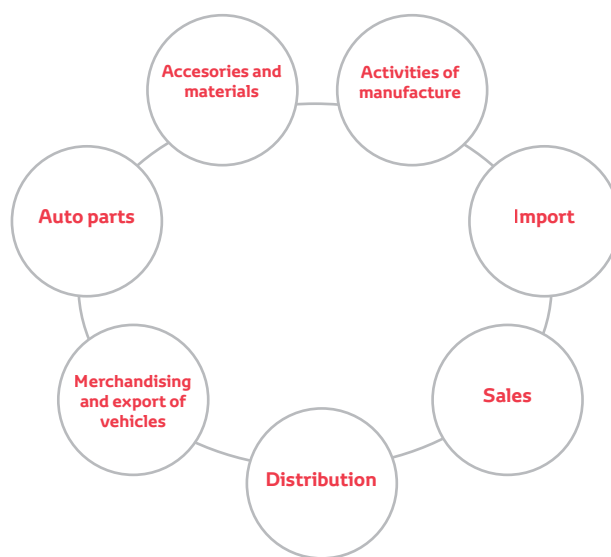 Accesories and
materials
Activities of
manufacture
Auto parts
Import
Merchandising
and export of
vehicles
Sales
Distribution